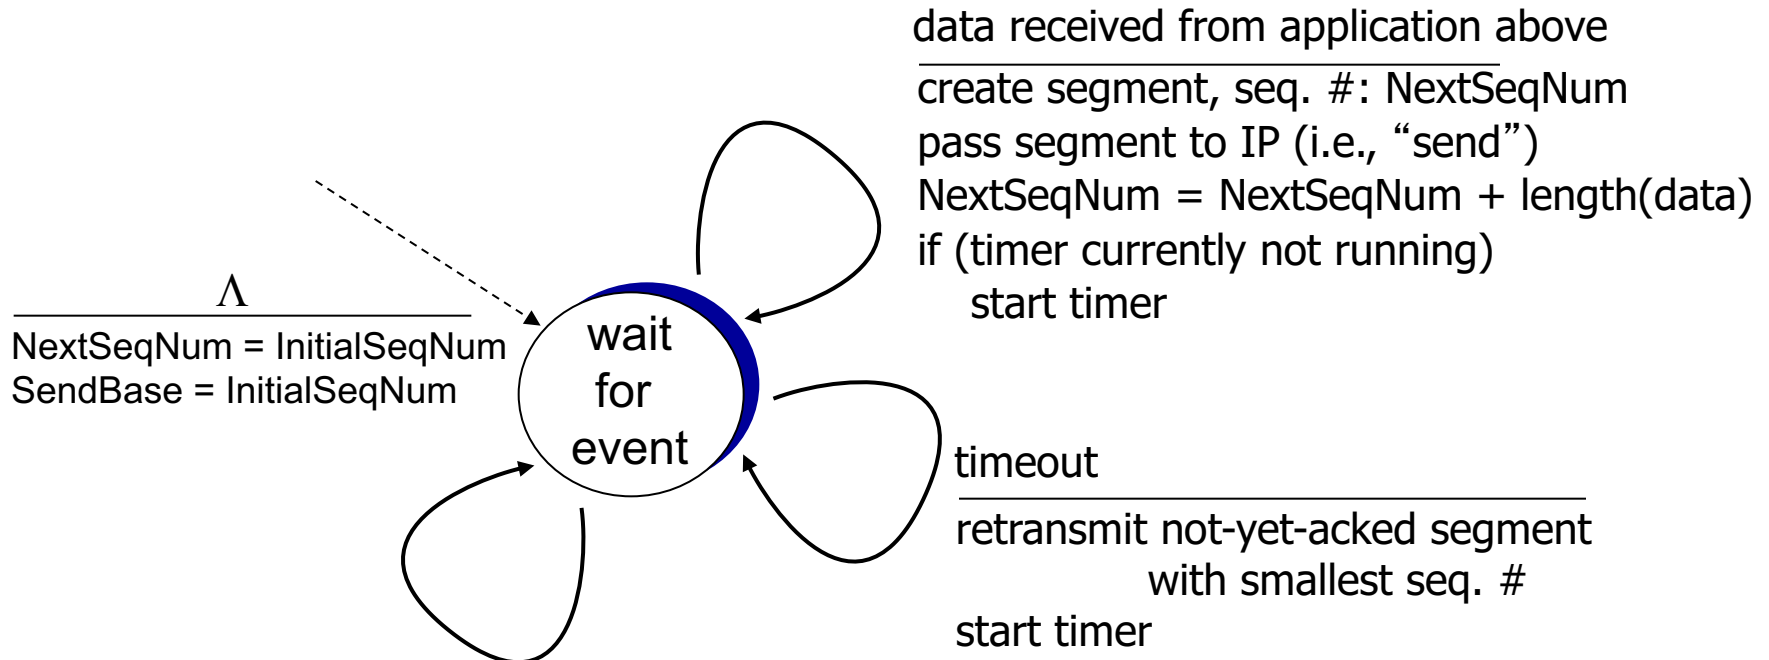 data received from application above
create segment, seq. #: NextSeqNum
pass segment to IP (i.e., “send”)
NextSeqNum = NextSeqNum + length(data)
if (timer currently not running)
start timer
Λ
NextSeqNum = InitialSeqNum
SendBase = InitialSeqNum
wait
for
event
timeout
retransmit not-yet-acked segment
with smallest seq. #
start timer